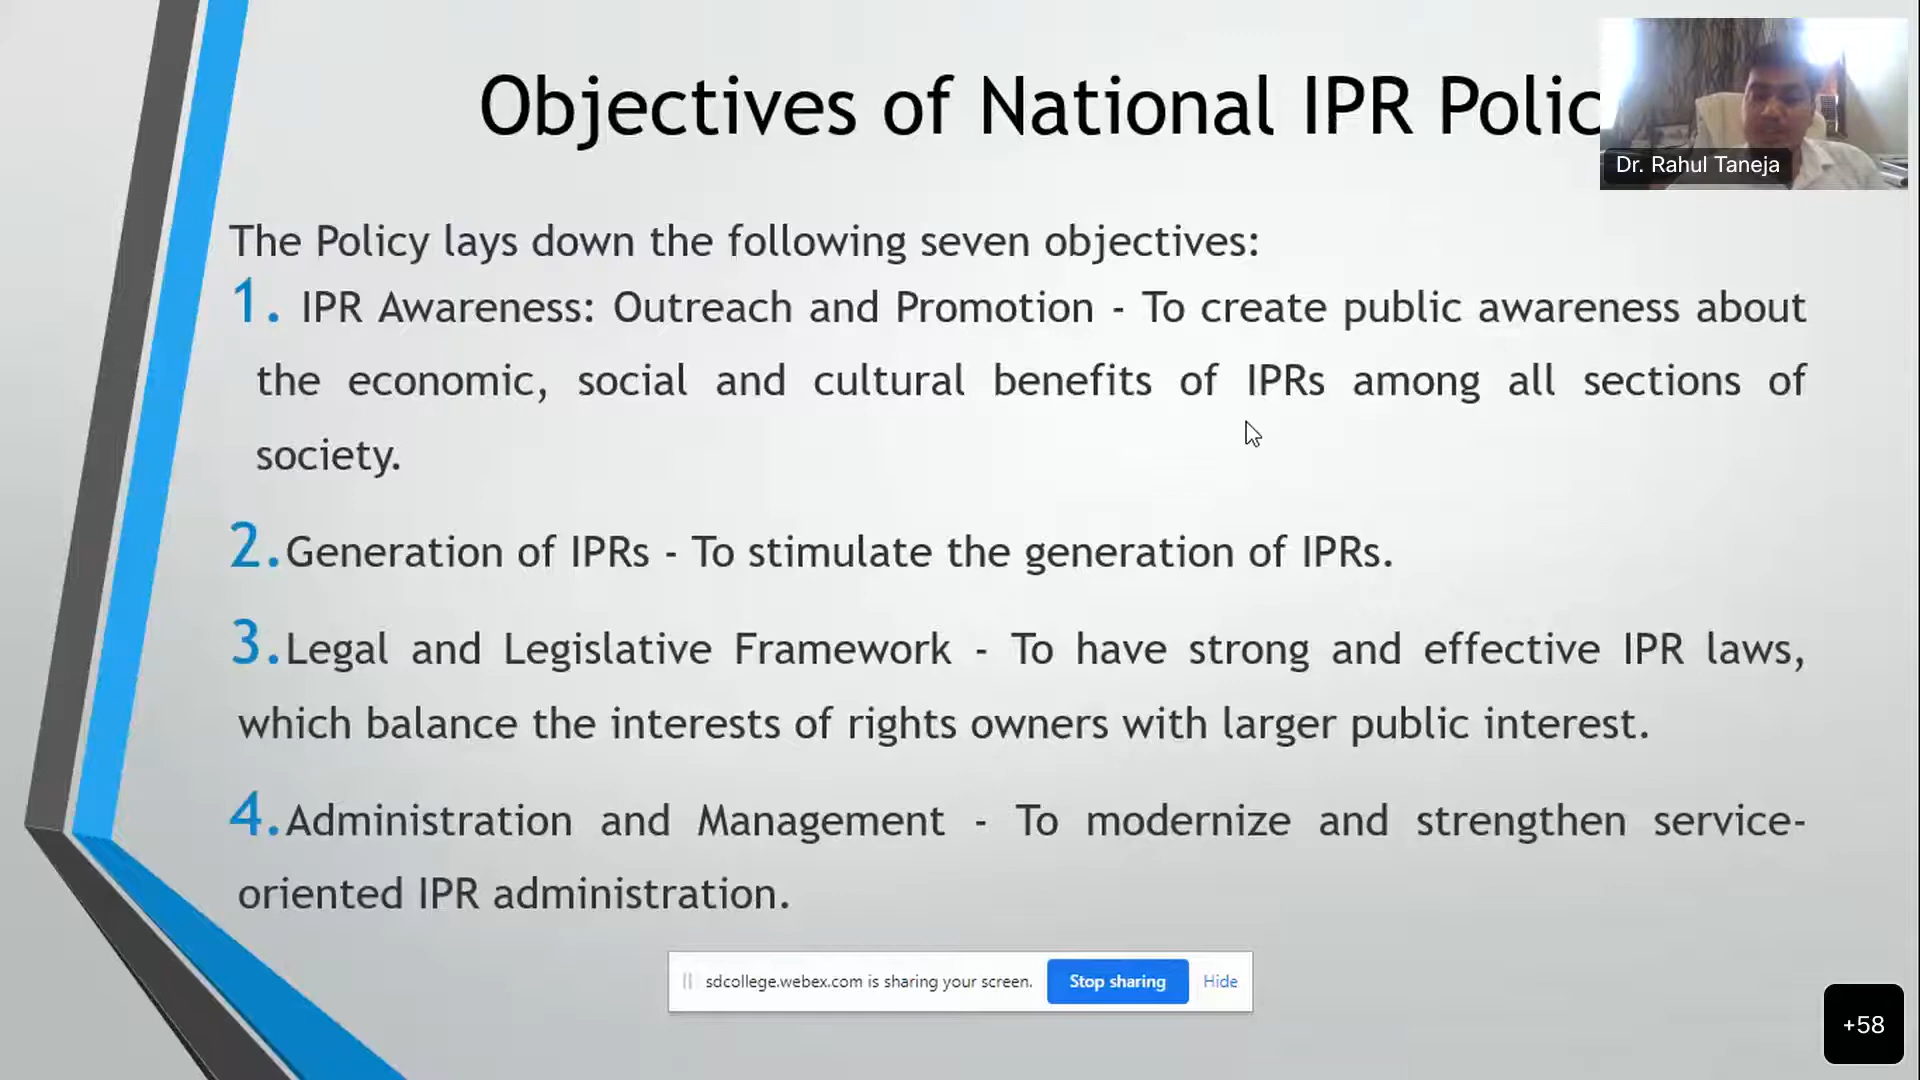 Objectives of National IPR Polic
Dr. Rahul Taneja
The Policy lays down the following seven objectives:
1. IPR Awareness: Outreach and Promotion - To create public awareness about
the economic, social and cultural benefits of IPRs among all sections of
society.
2. Generation of IPRs - To stimulate the generation of IPRs.
3. Legal and Legislative Framework - To have strong and effective IPR laws,
which balance the interests of rights owners with larger public interest.
4. Administration and Management - To modernize and strengthen service-
oriented IPR administration.
sdcollege.webex.com is sharing your screen. Stop sharing Hide
+58